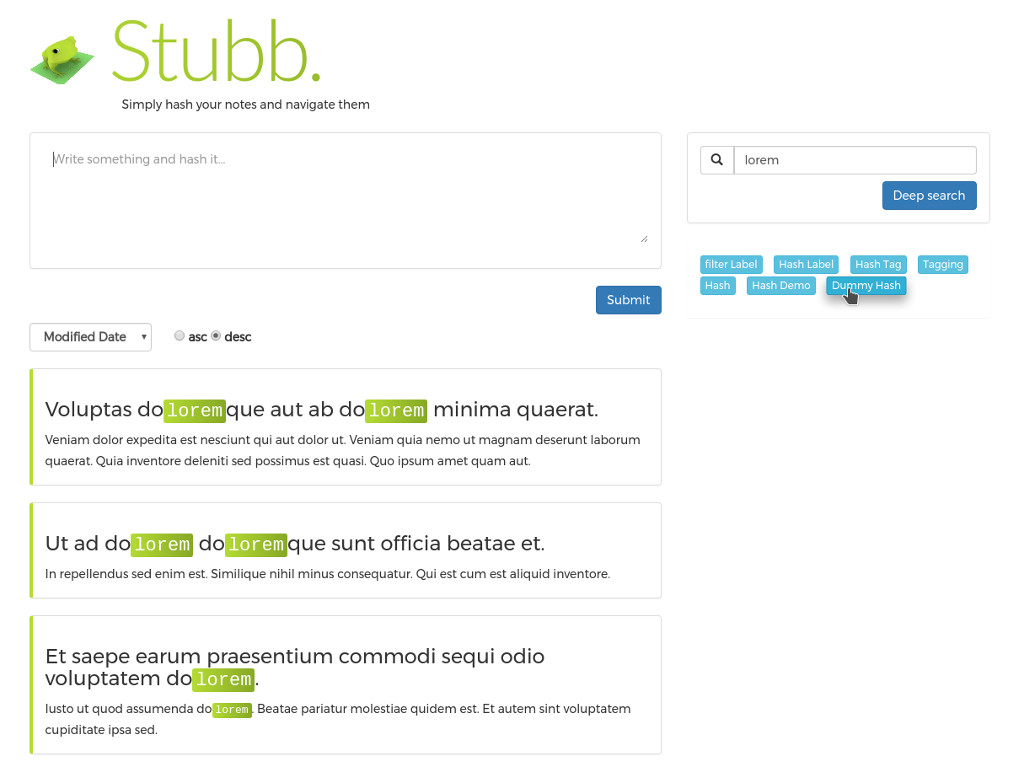 Stubb.
Simply hash your notes and navigate them
Write something and hash it...
Submit
lorem
Deep search
filter Label Hash Label Hash Tag Tagging
Hash Hash Demo Dummy Hash
Modified Date asc desc
Voluptas doloremque aut ab dolorem minima quaerat.
Veniam dolor expedita est nesciunt qui aut dolor ut. Veniam quia nemo ut magnam deserunt laborum
quaerat. Quia inventore deleniti sed possimus est quasi. Quo ipsum amet quam aut.
Ut ad dolorem doloremque sunt officia beatae et.
In repellendus sed enim est. Similique nihil minus consequatur. Qui est cum est aliquid inventore.
Et saepe earum praesentium commodi sequi odio
voluptatem dolorem.
Iusto ut quod assumenda dolorem. Beatae pariatur molestiae quidem est. Et autem sint voluptatem
cupiditate ipsa sed.